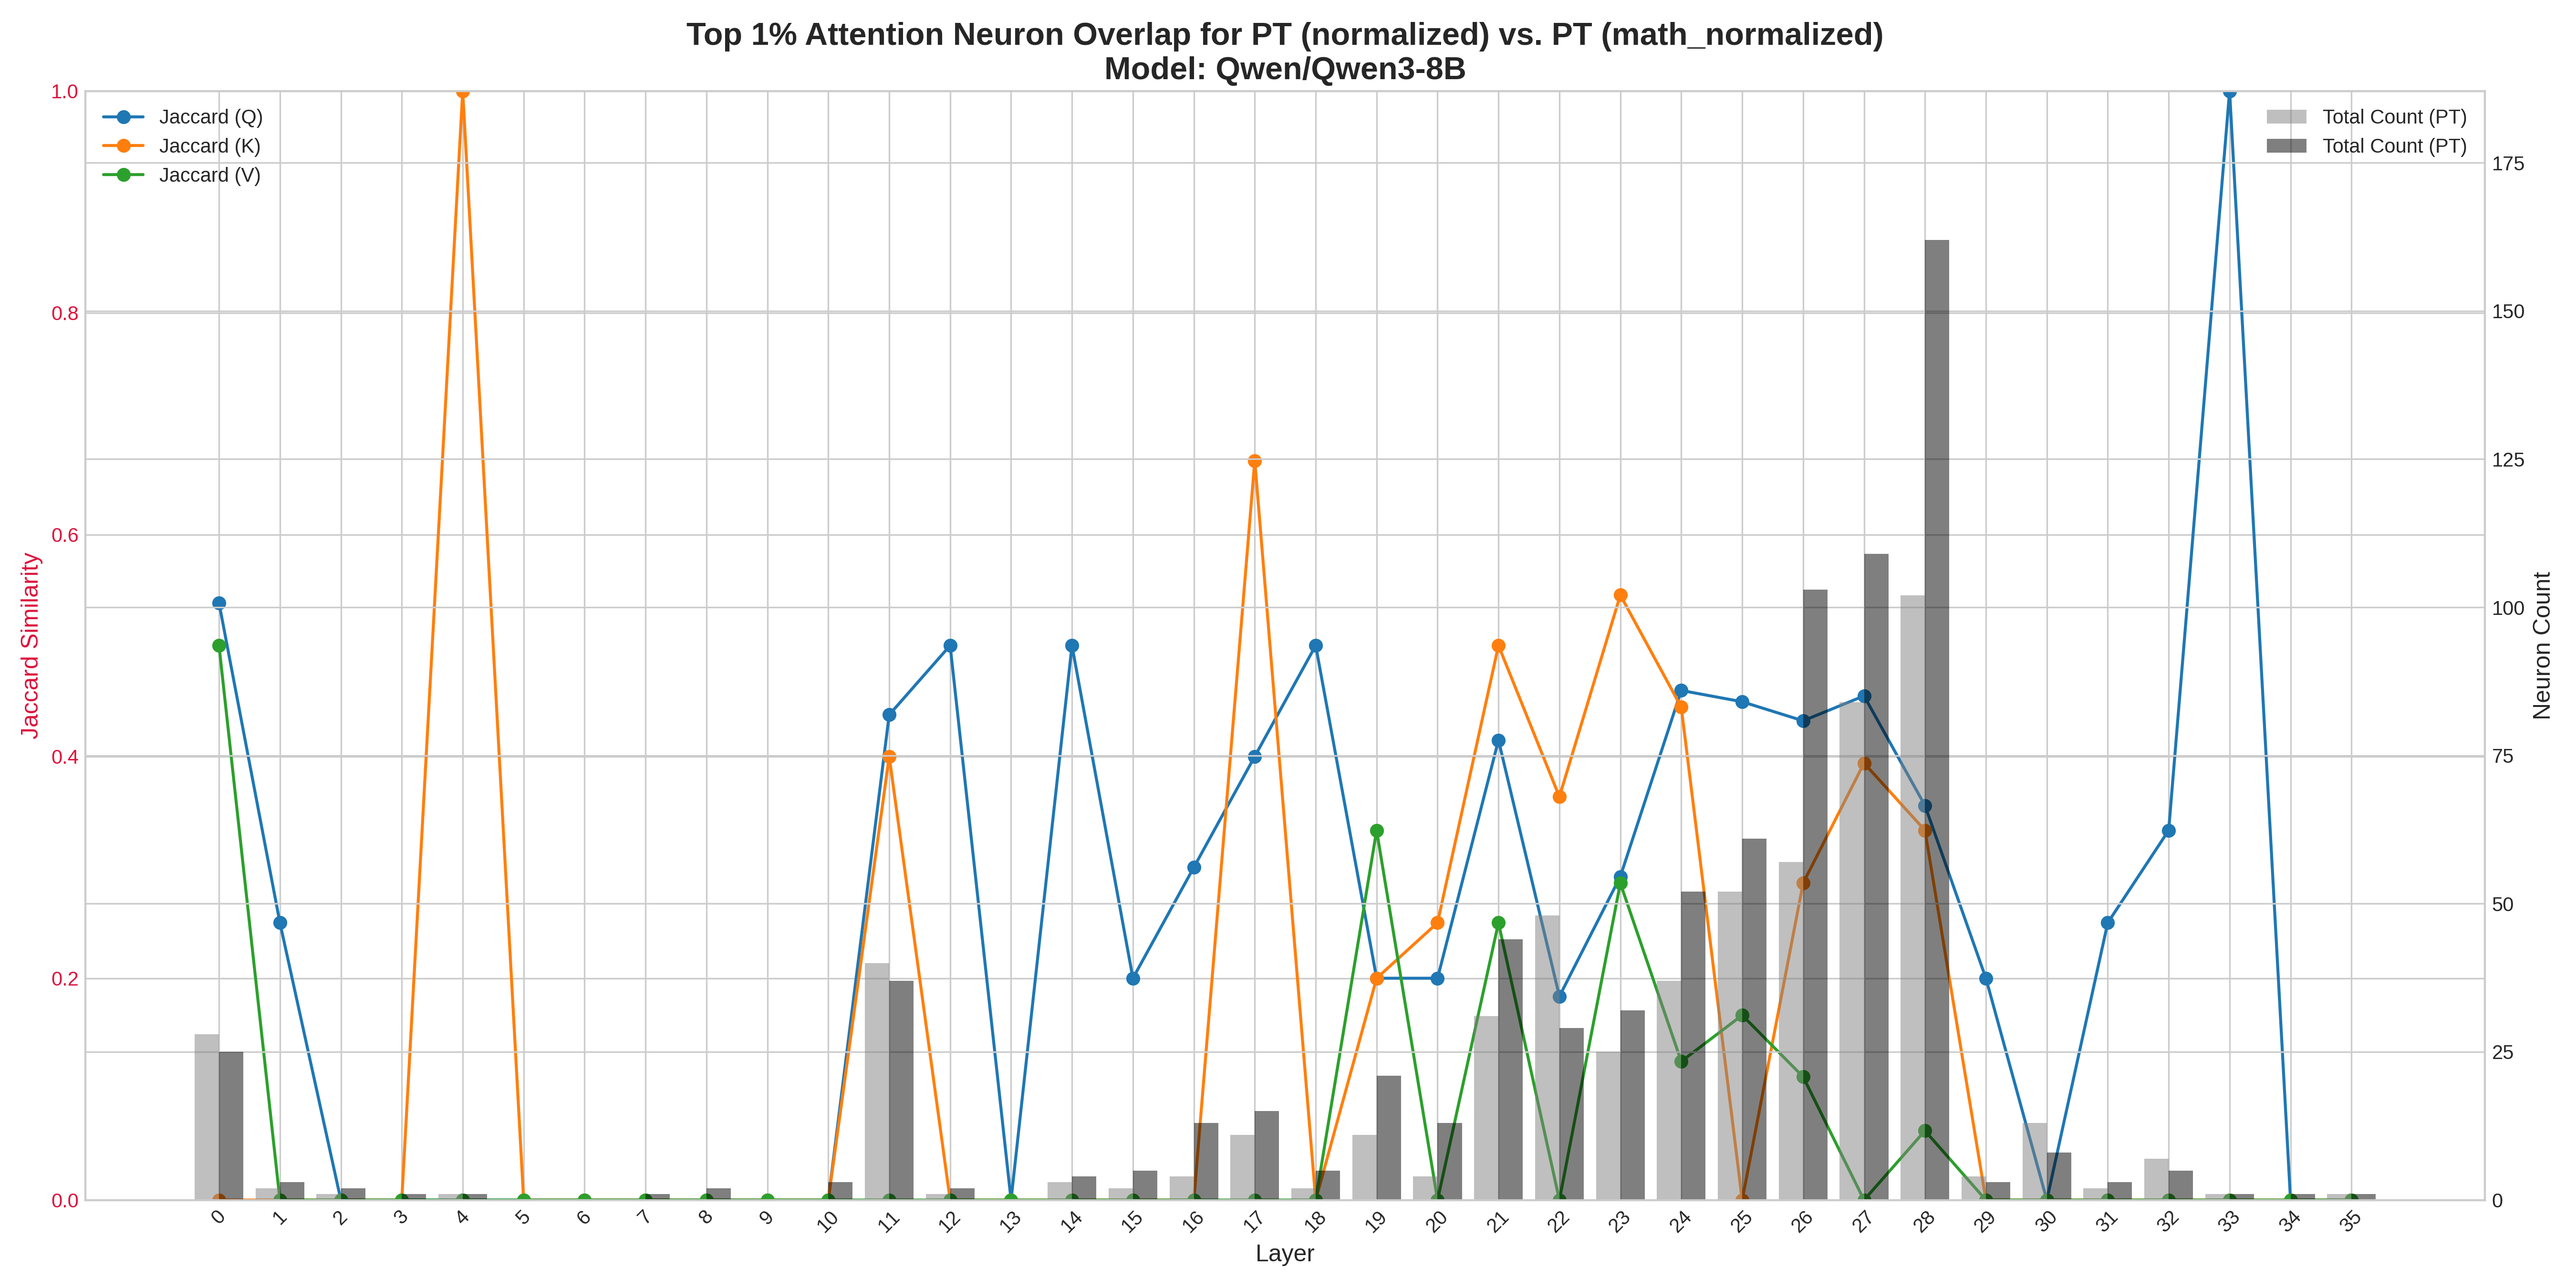 Top 1% Attention Neuron Overlap for PT (normalized) vs. PT (math_normalized)
Model: Qwen/Qwen3-8B
Jaccard (Q)
Jaccard (K)
Jaccard (V)
Total Count (PT)
Total Count (PT)
1.0
0.8
0.6
0.4
0.2
0.0
Jaccard Similarity
175
150
125
100
75
50
25
0
Neuron Count
0 1 2 3 4 5 6 7 8 9 10 11 12 13 14 15 16 17 18 19 20 21 22 23 24 25 26 27 28 29 30 31 32 33 34 35
Layer